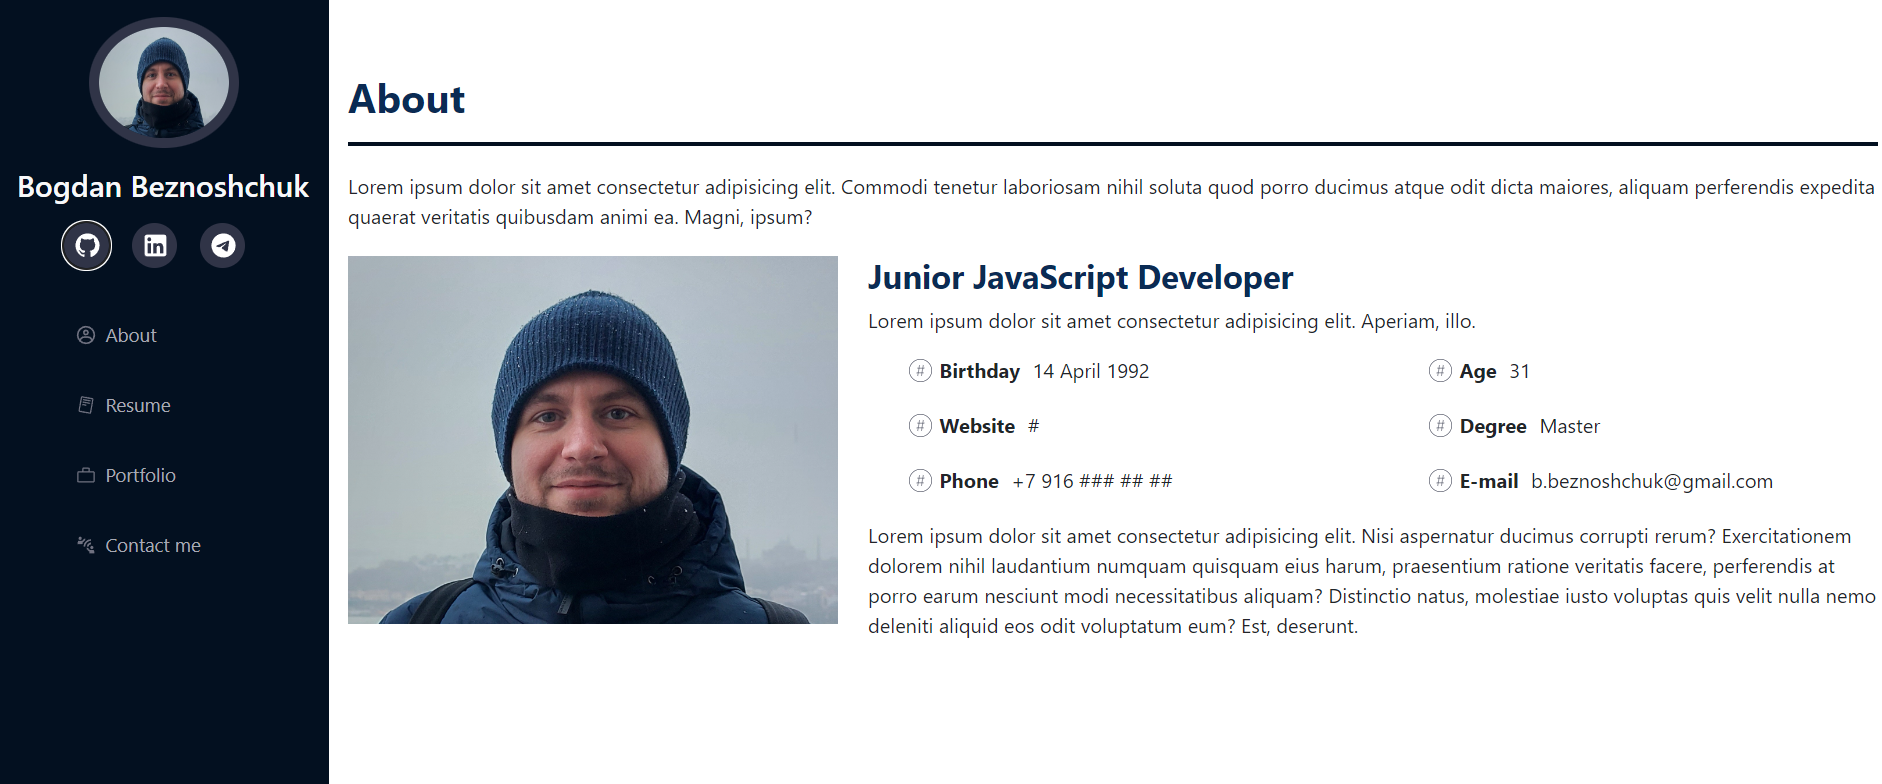 Bogdan Beznoshchuk
About
Resume
Portfolio
Contact me
About
Lorem ipsum dolor sit amet consectetur adipisicing elit. Commodi tenetur laboriosam nihil soluta quod porro ducimus atque odit dicta maiores, aliquam perferendis expedita
quaerat veritatis quibusdam animi ea. Magni, ipsum?
Junior JavaScript Developer
Lorem ipsum dolor sit amet consectetur adipisicing elit. Aperiam, illo.
# Birthday 14 April 1992 # Age 31
# Website # # Degree Master
# Phone +7 916 ### ## ## # E-mail b.beznoshchuk@gmail.com
Lorem ipsum dolor sit amet consectetur adipisicing elit. Nisi aspernatur ducimus corrupti rerum? Exercitationem
dolorem nihil laudantium numquam quisquam eius harum, praesentium ratione veritatis facere, perferendis at
porro earum nesciunt modi necessitatibus aliquam? Distinctio natus, molestiae iusto voluptas quis velit nulla nemo
deleniti aliquid eos odit voluptatum eum? Est, deserunt.